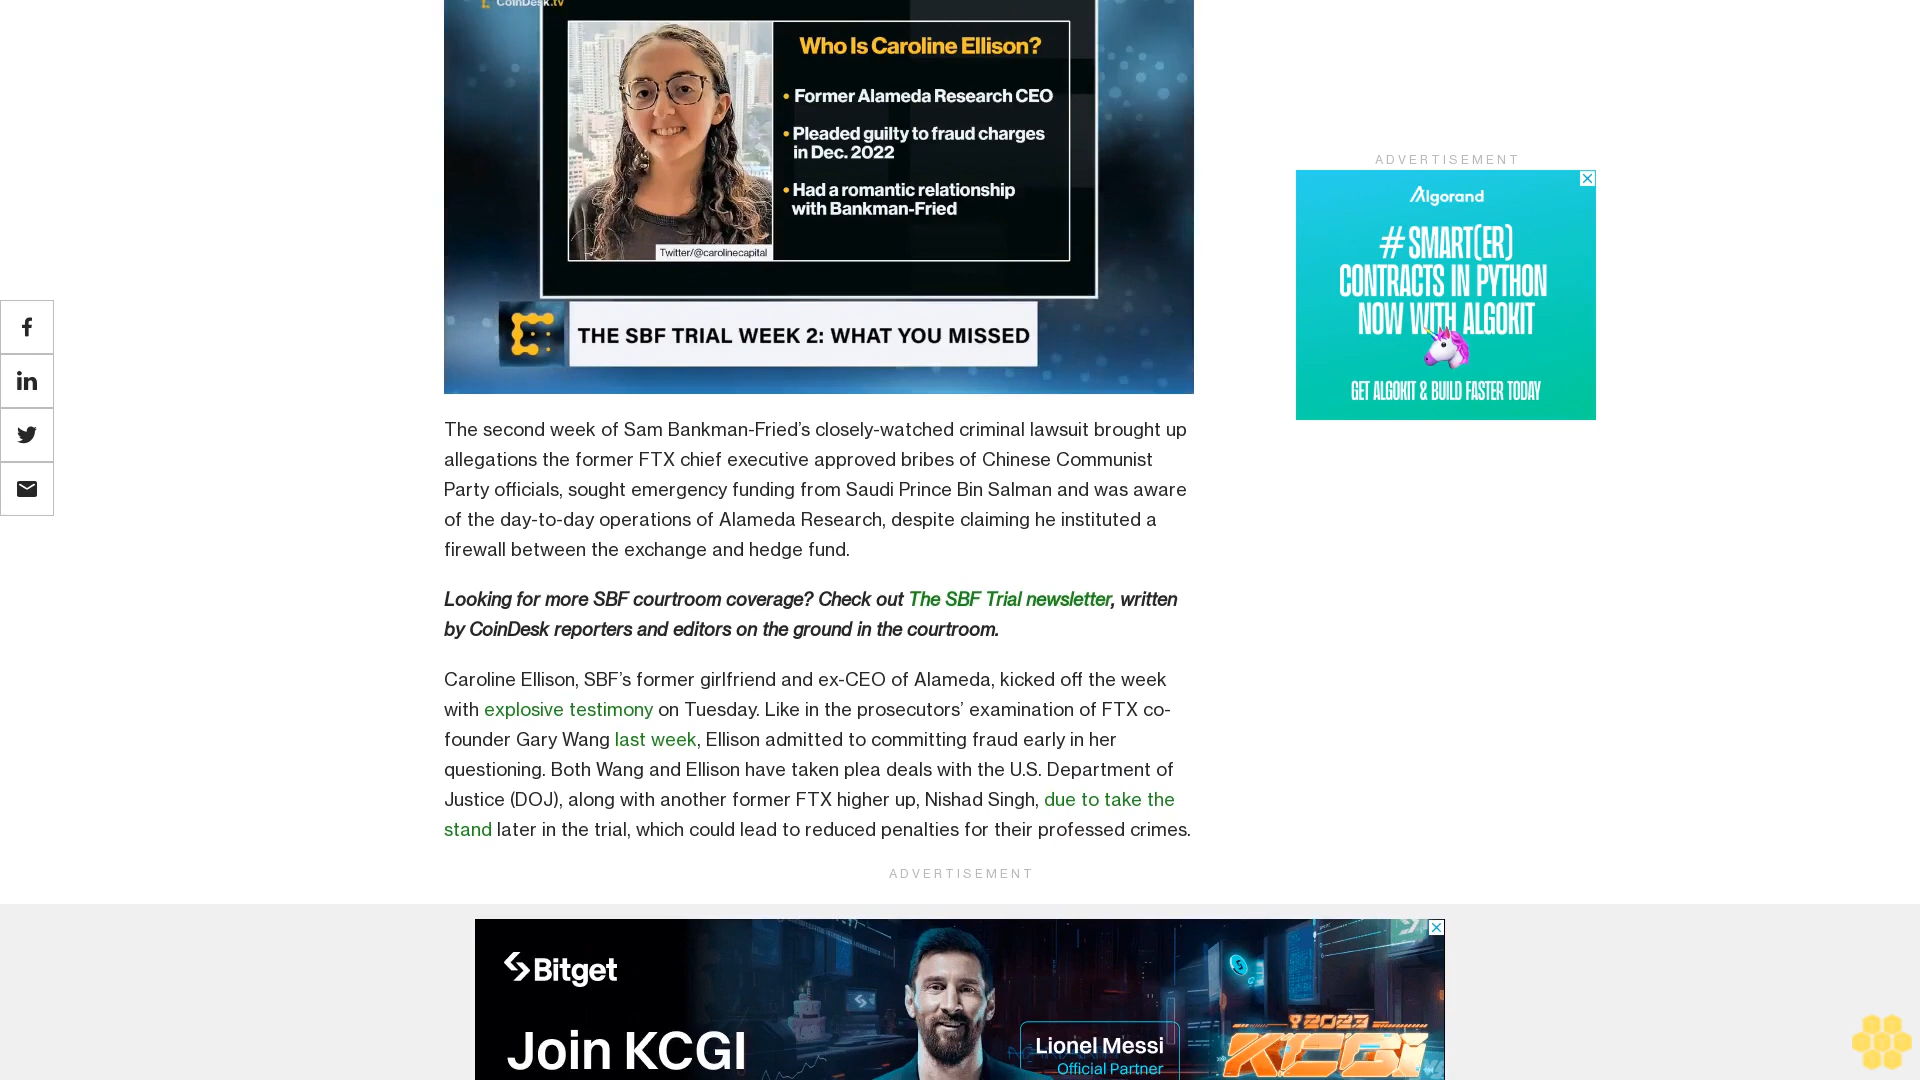 CoinDesk.tv
Who Is Caroline Ellison?
• Former Alameda Research CEO
• Pleaded guilty to fraud charges
in Dec. 2022
• Had a romantic relationship
with Bankman-Fried
Twitter/@carolinecapital
THE SBF TRIAL WEEK 2: WHAT YOU MISSED
ADVERTISEMENT
Algorand
#SMART(ER)
CONTRACTS IN PYTHON
NOW WITH ALGOKIT
GET ALGOKIT & BUILD FASTER TODAY
The second week of Sam Bankman-Fried’s closely-watched criminal lawsuit brought up
allegations the former FTX chief executive approved bribes of Chinese Communist
Party officials, sought emergency funding from Saudi Prince Bin Salman and was aware
of the day-to-day operations of Alameda Research, despite claiming he instituted a
firewall between the exchange and hedge fund.
Looking for more SBF courtroom coverage? Check out The SBF Trial newsletter, written
by CoinDesk reporters and editors on the ground in the courtroom.
Caroline Ellison, SBF’s former girlfriend and ex-CEO of Alameda, kicked off the week
with explosive testimony on Tuesday. Like in the prosecutors’ examination of FTX co-
founder Gary Wang last week, Ellison admitted to committing fraud early in her
questioning. Both Wang and Ellison have taken plea deals with the U.S. Department of
Justice (DOJ), along with another former FTX higher up, Nishad Singh, due to take the
stand later in the trial, which could lead to reduced penalties for their professed crimes.
ADVERTISEMENT
Bitget
Join KCGI
Lionel Messi
Official Partner
2023
KCGI